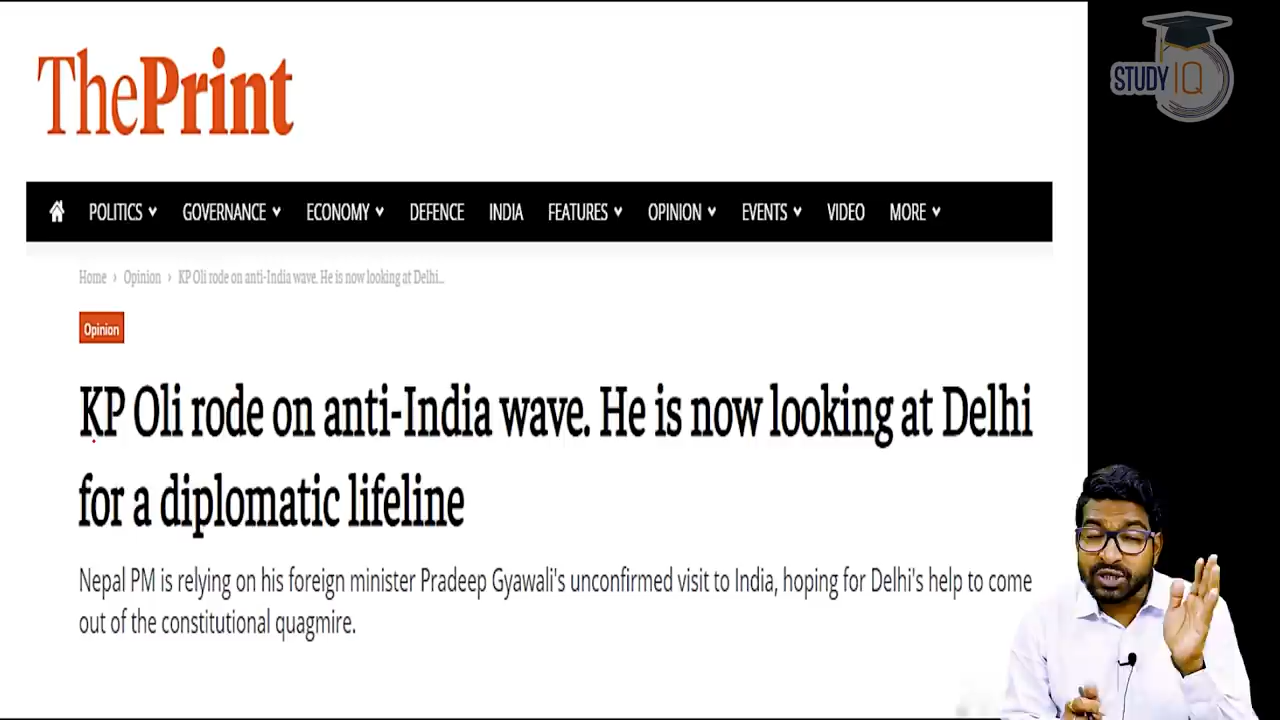 ThePrint
STUDY IQ
POLITICS GOVERNANCE ECONOMY DEFENCE INDIA FEATURES OPINION EVENTS VIDEO MORE
Home › Opinion › KP Oli rode on anti-India wave. He is now looking at Delhi...
Opinion
KP Oli rode on anti-India wave. He is now looking at Delhi
for a diplomatic lifeline
Nepal PM is relying on his foreign minister Pradeep Gyawali's unconfirmed visit to India, hoping for Delhi's help to come
out of the constitutional quagmire.